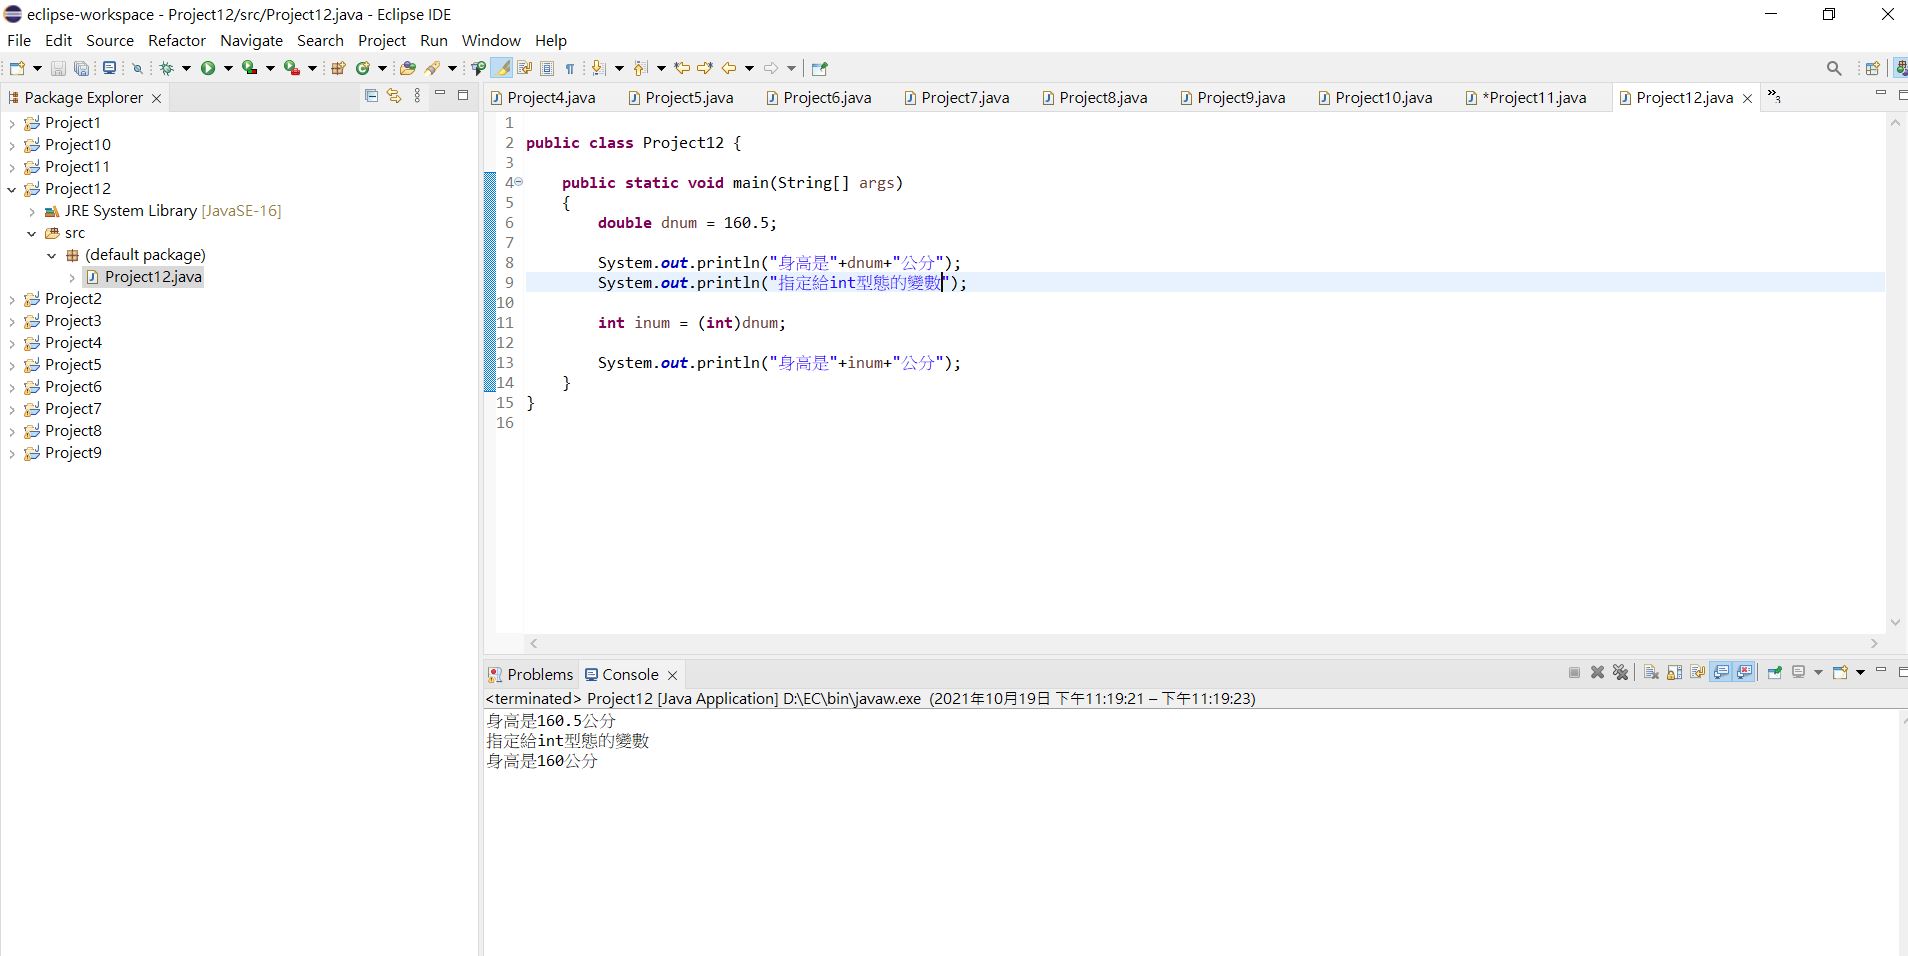 eclipse-workspace - Project12/src/Project12.java - Eclipse IDE
File Edit Source Refactor Navigate Search Project Run Window Help
Package Explorer
Project1
Project10
Project11
Project12
JRE System Library [JavaSE-16]
src
(default package)
Project12.java
Project2
Project3
Project4
Project5
Project6
Project7
Project8
Project9
Project4.java Project5.java Project6.java Project7.java Project8.java Project9.java Project10.java *Project11.java Project12.java »3
1
2 public class Project12 {
3
4 public static void main(String[] args)
5 {
6 double dnum = 160.5;
7
8 System.out.println("身高是"+dnum+"公分");
9 System.out.println("指定給int型態的變數");
10
11 int inum = (int)dnum;
12
13 System.out.println("身高是"+inum+"公分");
14 }
15 }
16
Problems Console
<terminated> Project12 [Java Application] D:\EC\bin\javaw.exe (2021年10月19日 下午11:19:21 – 下午11:19:23)
身高是160.5公分
指定給int型態的變數
身高是160公分